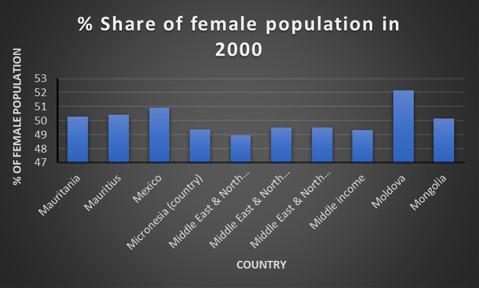 % Share of female population in
2000
% OF FEMALE POPULATION
53
52
51
50
49
48
47
Mauritania
Mauritius
Mexico
Micronesia (country)
Middle East & North...
Middle East & North...
Middle East & North...
Middle income
Moldova
Mongolia
COUNTRY